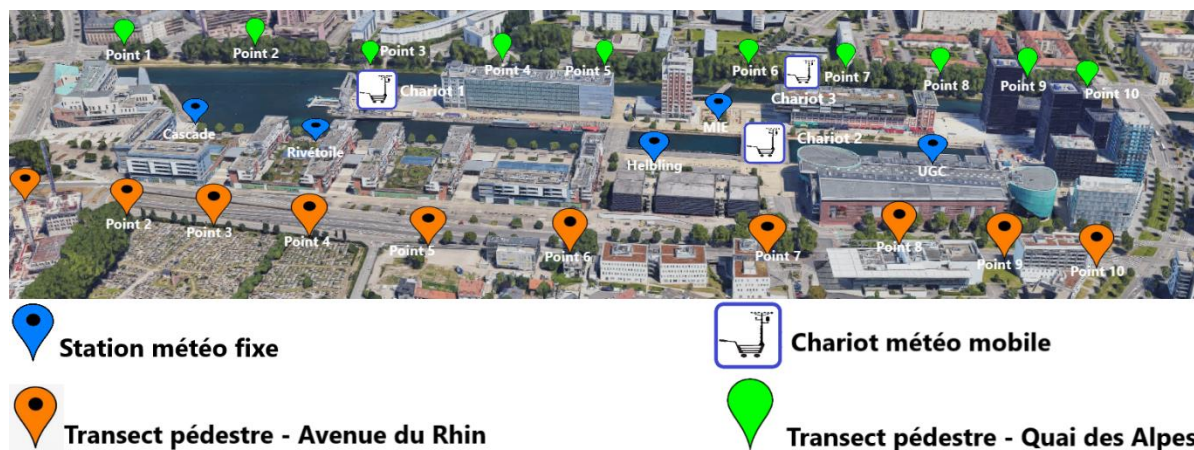 Point 1
Point 2
Point 3
Point 4
Point 5
Point 6
Point 7
Point 8
Point 9
Point 10
Chariot 1
Chariot 3
Cascade
Rivétoile
MIE
Chariot 2
Helbling
UGC
Point 2
Point 3
Point 4
Point 5
Point 6
Point 7
Point 8
Point 9
Point 10
Station météo fixe
Chariot météo mobile
Transect pédestre - Avenue du Rhin
Transect pédestre - Quai des Alpes